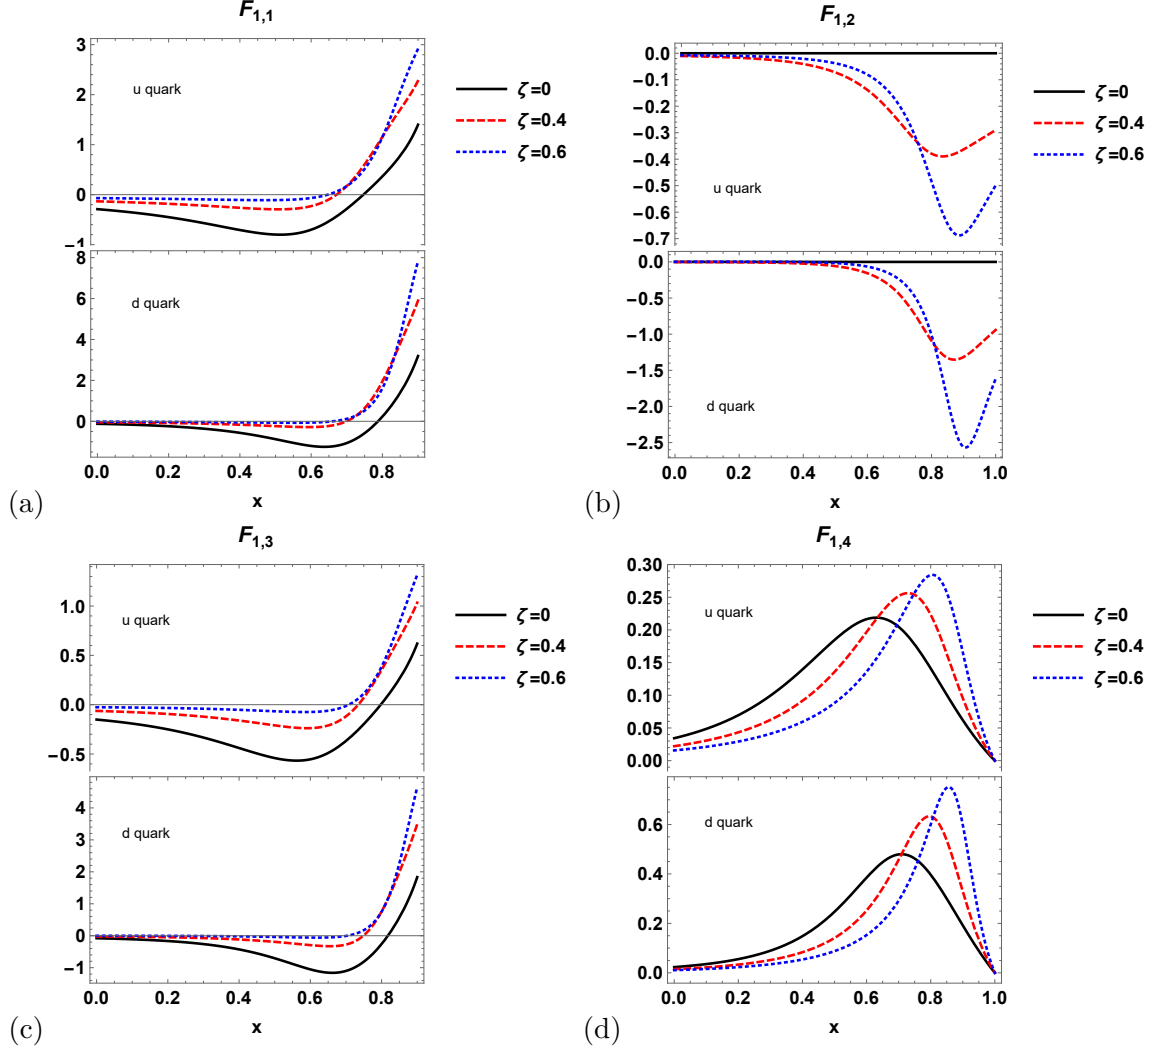 F1,1
3
2
1
0
−1
u quark
ζ=0
ζ=0.4
ζ=0.6
8
6
4
2
0
d quark
0.0 0.2 0.4 0.6 0.8
x
(a)
F1,2
0.0
−0.1
−0.2
−0.3
−0.4
−0.5
−0.6
−0.7
u quark
ζ=0
ζ=0.4
ζ=0.6
0.0
−0.5
−1.0
−1.5
−2.0
−2.5
d quark
0.0 0.2 0.4 0.6 0.8 1.0
x
(b)
F1,3
1.0
0.5
0.0
−0.5
u quark
ζ=0
ζ=0.4
ζ=0.6
4
3
2
1
0
−1
d quark
0.0 0.2 0.4 0.6 0.8
x
(c)
F1,4
0.30
0.25
0.20
0.15
0.10
0.05
0.00
u quark
ζ=0
ζ=0.4
ζ=0.6
0.6
0.4
0.2
0.0
d quark
0.0 0.2 0.4 0.6 0.8 1.0
x
(d)